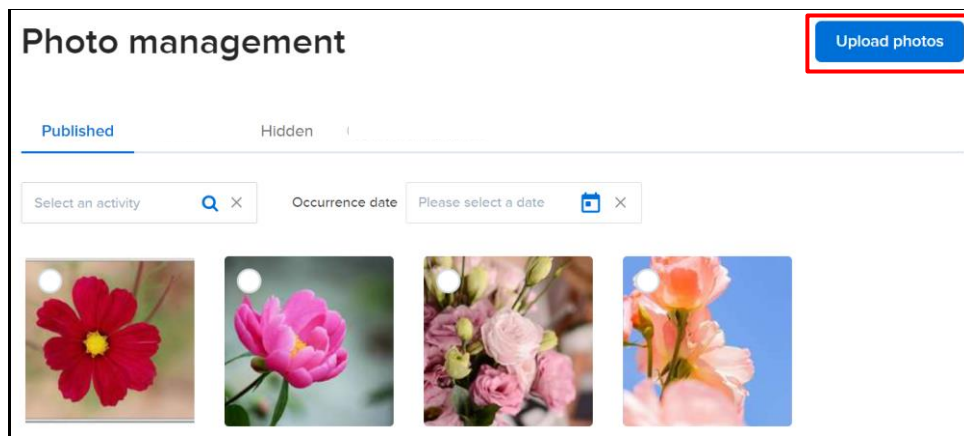 Photo management
Upload photos
Published
Hidden
Select an activity
Occurrence date
Please select a date